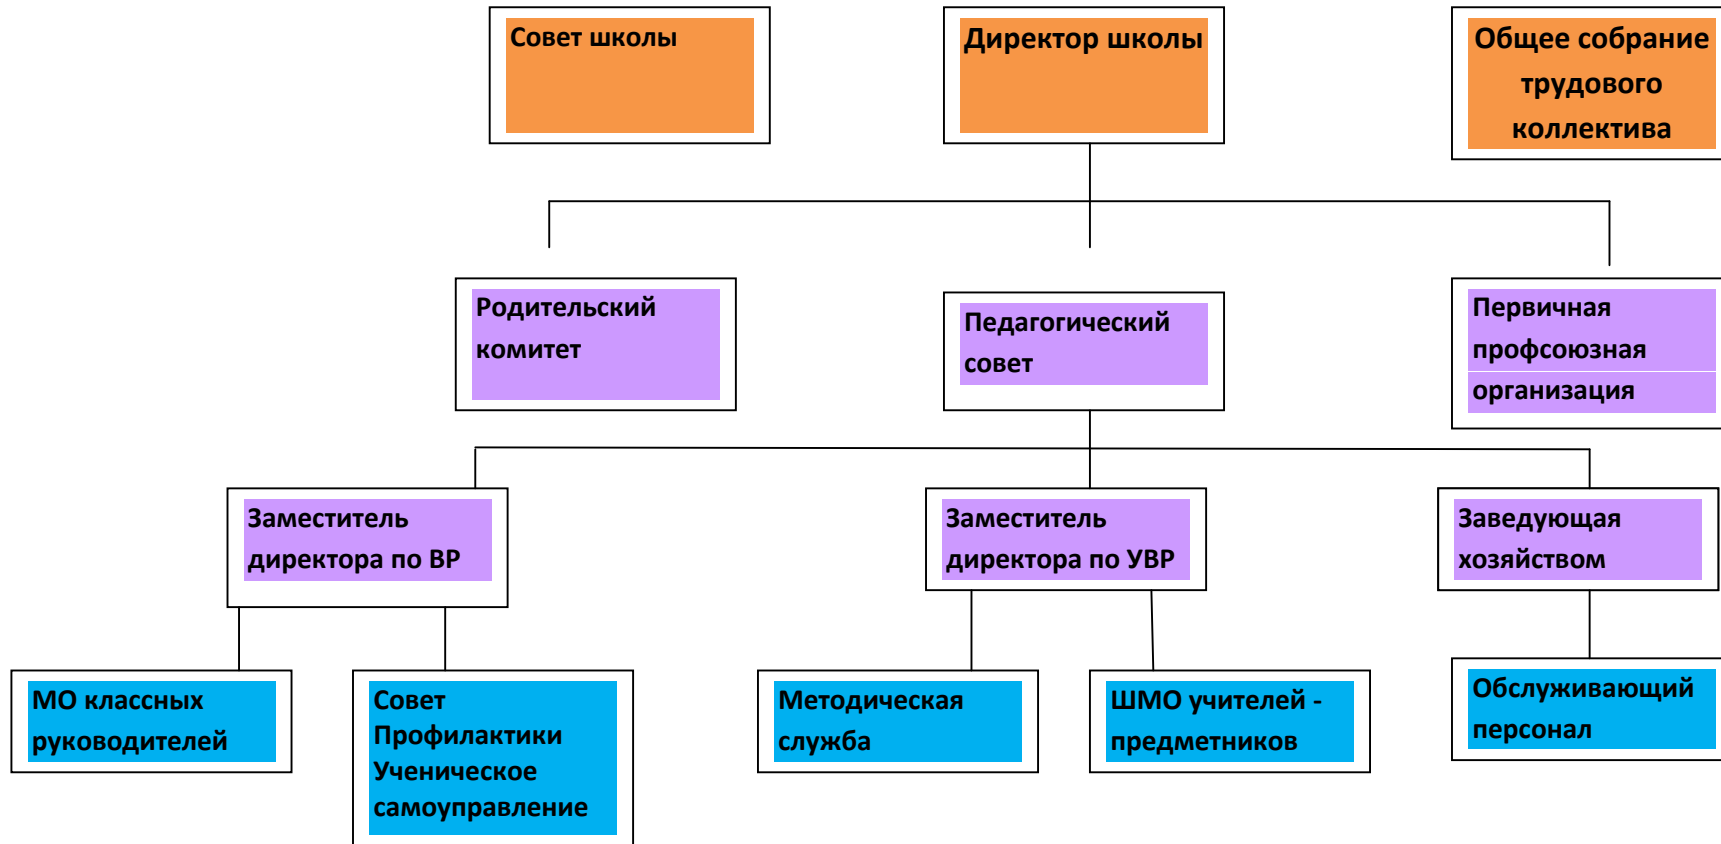 Совет школы
Директор школы
Общее собрание
трудового
коллектива
Родительский
комитет
Педагогический
совет
Первичная
профсоюзная
организация
Заместитель
директора по ВР
Заместитель
директора по УВР
Заведующая
хозяйством
МО классных
руководителей
Совет
Профилактики
Ученическое
самоуправление
Методическая
служба
ШМО учителей -
предметников
Обслуживающий
персонал